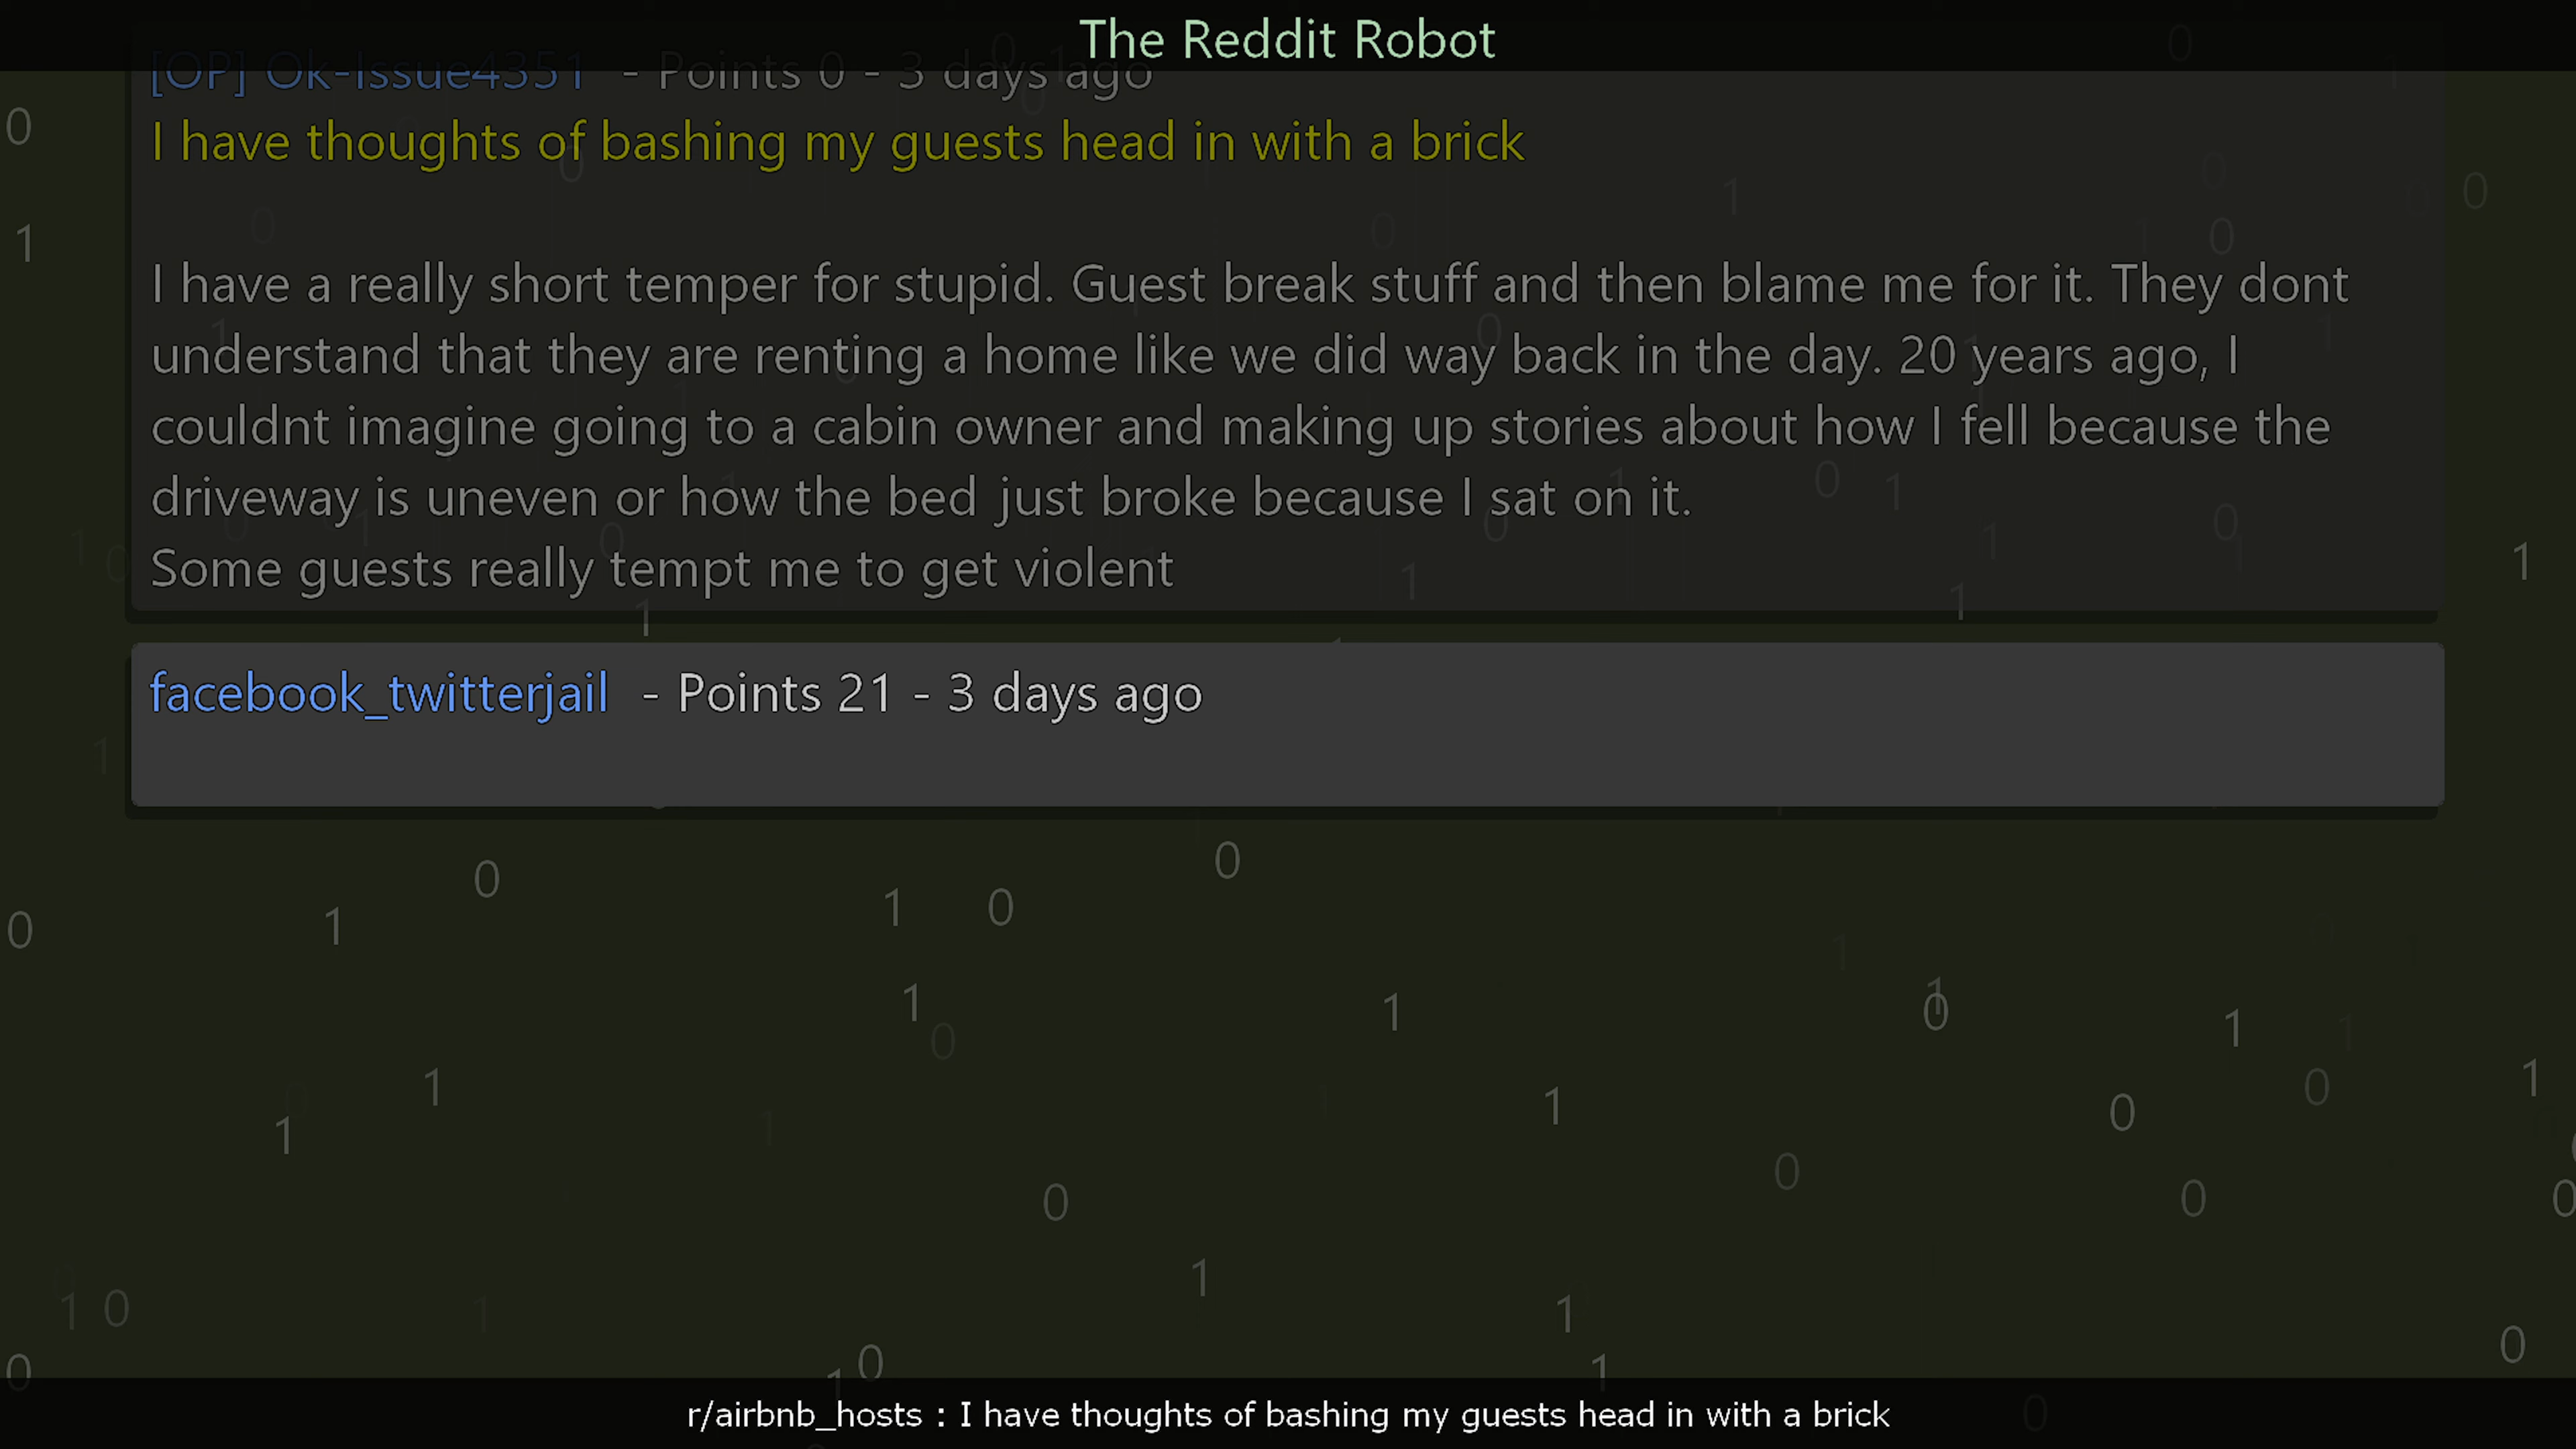 The Reddit Robot
[OP] Ok-Issue4351 - Points 0 - 3 days ago
I have thoughts of bashing my guests head in with a brick
I have a really short temper for stupid. Guest break stuff and then blame me for it. They dont
understand that they are renting a home like we did way back in the day. 20 years ago, I
couldnt imagine going to a cabin owner and making up stories about how I fell because the
driveway is uneven or how the bed just broke because I sat on it.
Some guests really tempt me to get violent
facebook_twitterjail - Points 21 - 3 days ago
r/airbnb_hosts : I have thoughts of bashing my guests head in with a brick